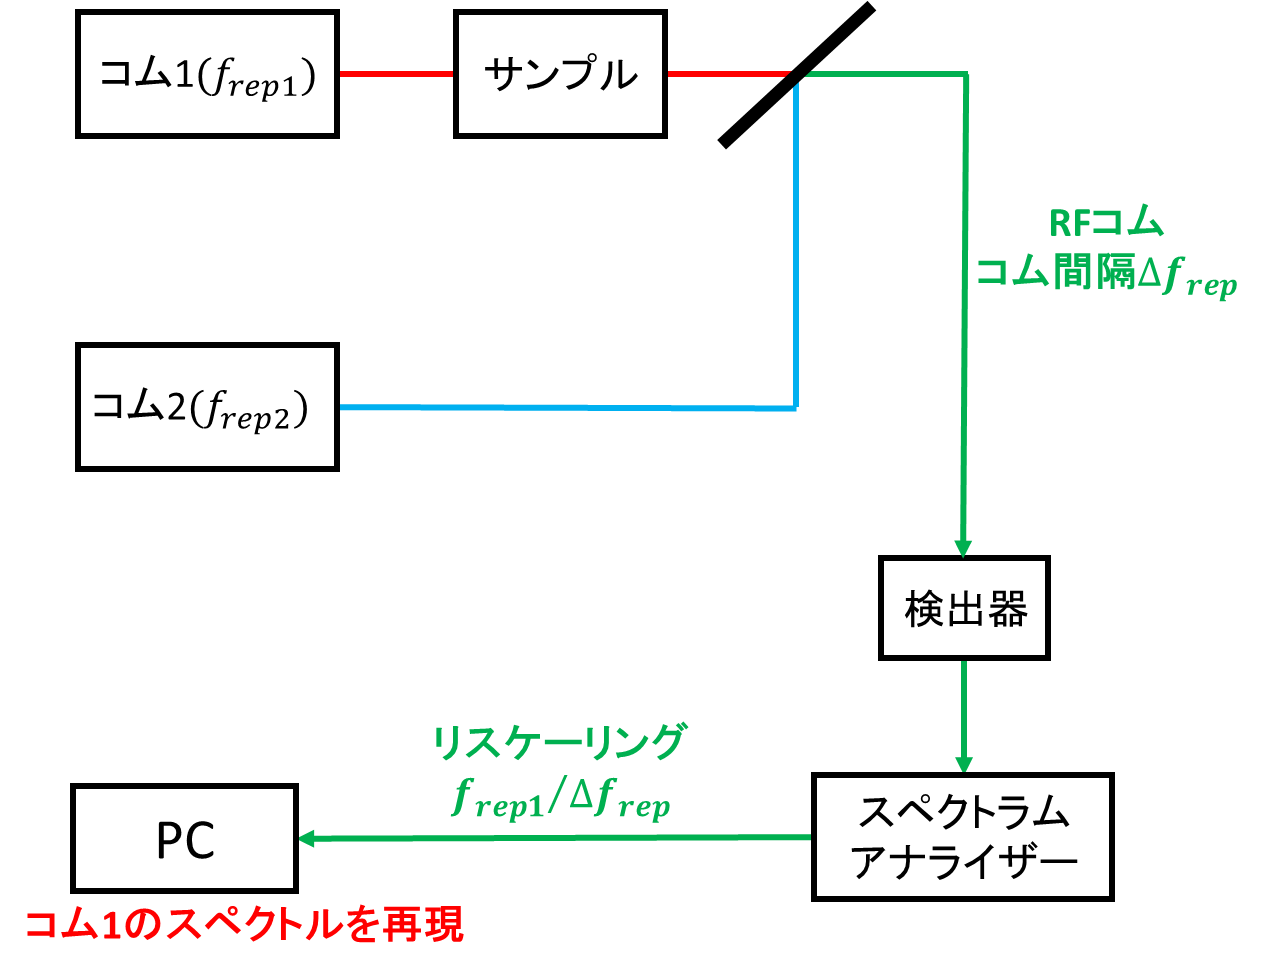 コム1(f_rep1)
サンプル
RFコム
コム間隔Δf_rep
コム2(f_rep2)
検出器
リスケーリング
f_rep1/Δf_rep
スペクトラム
アナライザー
PC
コム1のスペクトルを再現